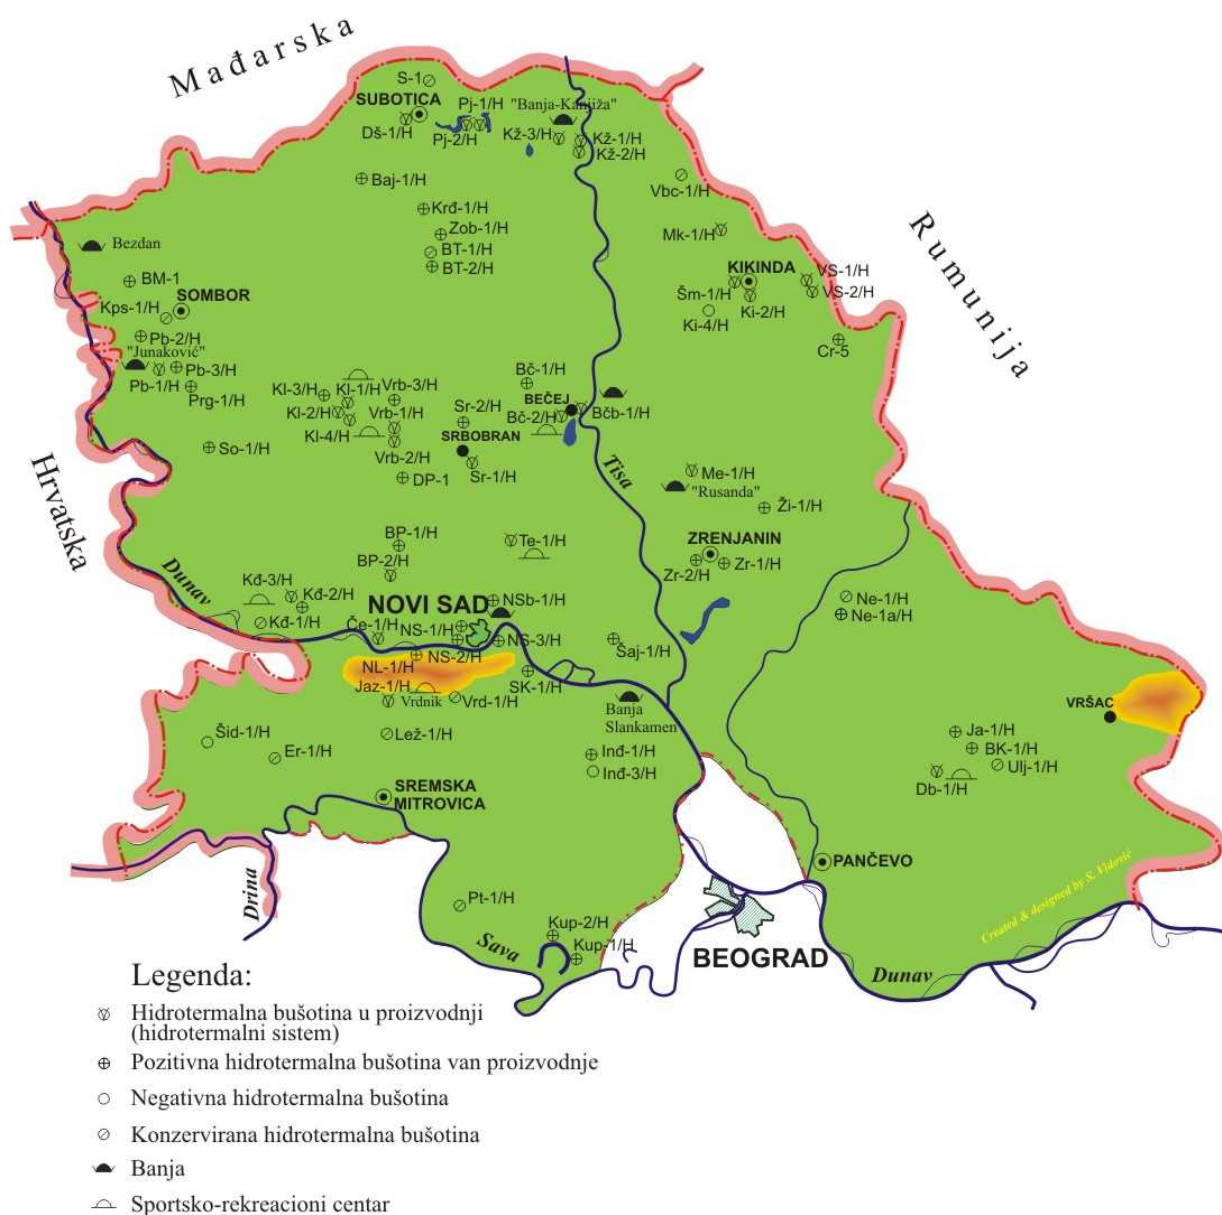 Mađarska
S-1
SUBOTICA
Pj-1/H
"Banja-Kanjiža"
Dš-1/H
Pj-2/H
Kž-3/H
Kž-1/H
Kž-2/H
Baj-1/H
Vbc-1/H
Krđ-1/H
Zob-1/H
Mk-1/H
Rumunija
Bezdan
BT-1/H
BT-2/H
BM-1
KIKINDA
VS-1/H
VS-2/H
Kps-1/H
SOMBOR
Šm-1/H
Ki-2/H
Ki-4/H
Pb-2/H
"Junaković"
Cr-5
Pb-3/H
Pb-1/H
Prg-1/H
Kl-3/H
Kl-1/H
Vrb-3/H
Bč-1/H
BEČEJ
Kl-2/H
Vrb-1/H
Sr-2/H
Bč-2/H
Bčb-1/H
Kl-4/H
SRBOBRAN
So-1/H
Vrb-2/H
Hrvatska
DP-1
Sr-1/H
Tisa
Me-1/H
"Rusanda"
Ži-1/H
BP-1/H
Te-1/H
ZRENJANIN
BP-2/H
Zr-2/H
Zr-1/H
Dunav
Kđ-3/H
Kđ-2/H
NOVI SAD
NSb-1/H
Ne-1/H
Ne-1a/H
Kđ-1/H
Če-1/H
NS-1/H
NS-3/H
Šaj-1/H
NS-2/H
NL-1/H
SK-1/H
Jaz-1/H
Vrdnik
Vrd-1/H
Banja
Slankamen
VRŠAC
Šid-1/H
Lež-1/H
Ja-1/H
Er-1/H
Inđ-1/H
BK-1/H
Inđ-3/H
Ulj-1/H
Db-1/H
SREMSKA
MITROVICA
PANČEVO
Drina
Pt-1/H
Created & designed by S. Vidović
Kup-2/H
Kup-1/H
Sava
BEOGRAD
Dunav
Legenda:
Hidrotermalna bušotina u proizvodnji
(hidrotermalni sistem)
Pozitivna hidrotermalna bušotina van proizvodnje
Negativna hidrotermalna bušotina
Konzervirana hidrotermalna bušotina
Banja
Sportsko-rekreacioni centar